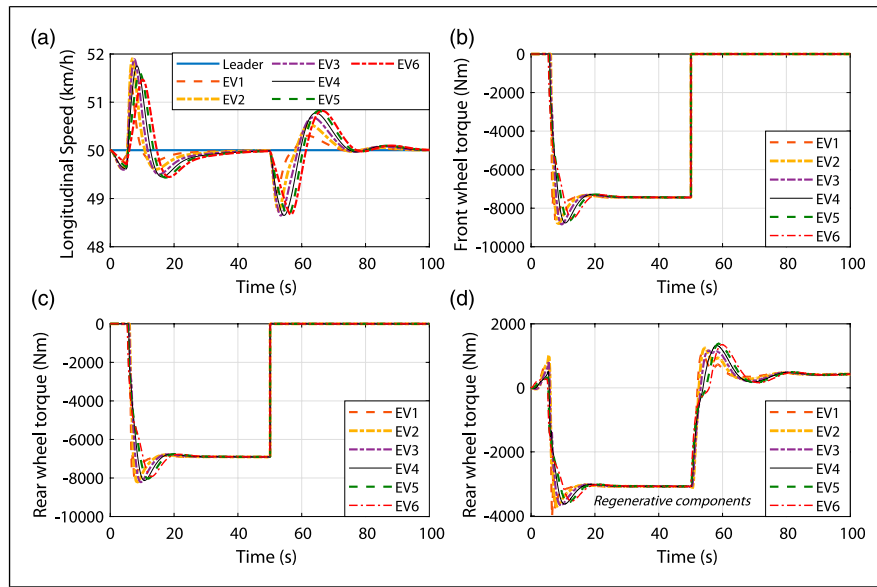 (a)
52
51
50
49
48
0 20 40 60 80 100
Longitudinal Speed (km/h)
Time (s)
Leader
EV1
EV2
EV3
EV4
EV5
EV6
(b)
0
-2000
-4000
-6000
-8000
-10000
0 20 40 60 80 100
Front wheel torque (Nm)
Time (s)
EV1
EV2
EV3
EV4
EV5
EV6
(c)
0
-2000
-4000
-6000
-8000
-10000
0 20 40 60 80 100
Rear wheel torque (Nm)
Time (s)
EV1
EV2
EV3
EV4
EV5
EV6
(d)
2000
0
-2000
-4000
0 20 40 60 80 100
Rear wheel torque (Nm)
Time (s)
EV1
EV2
EV3
EV4
EV5
EV6
Regenerative components